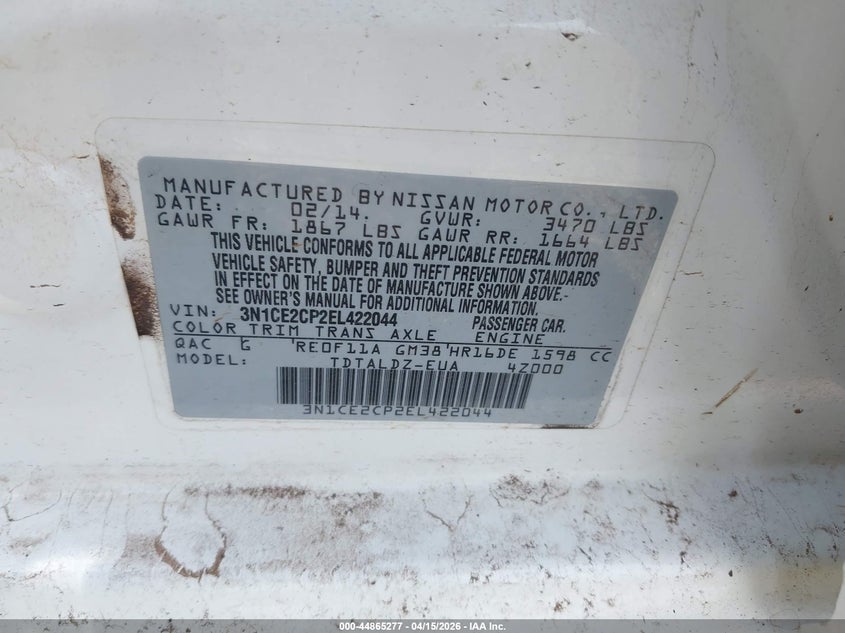 MANUFACTURED BY NISSAN MOTOR CO., LTD.
DATE: 02/14. GVWR: 3470 LBS
GAWR FR: 1867 LBS GAWR RR: 1664 LBS
THIS VEHICLE CONFORMS TO ALL APPLICABLE FEDERAL MOTOR
VEHICLE SAFETY, BUMPER AND THEFT PREVENTION STANDARDS
IN EFFECT ON THE DATE OF MANUFACTURE SHOWN ABOVE.-
SEE OWNER'S MANUAL FOR ADDITIONAL INFORMATION.
VIN: 3N1CE2CP2EL422044 PASSENGER CAR.
COLOR TRIM TRANS AXLE ENGINE
QAC G 'RE0F11A GM38'HR16DE 1598 CC
MODEL: TDTALDZ-EUA 4Z000
3N1CE2CP2EL422044
000-44865277 - 04/15/2026 - IAA Inc.